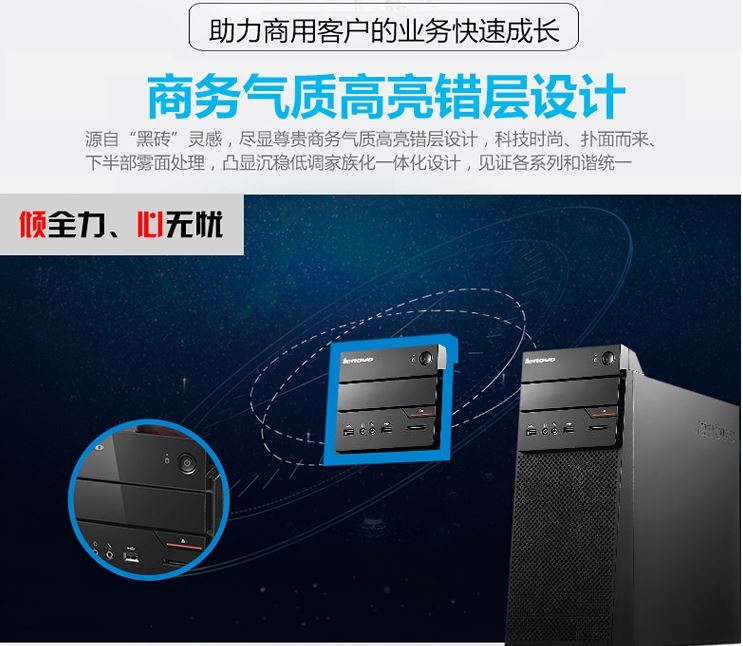 助力商用客户的业务快速成长
商务气质高亮错层设计
源自“黑砖”灵感，尽显尊贵商务气质高亮错层设计，科技时尚、扑面而来、
下半部雾面处理，凸显沉稳低调家族化一体化设计，见证各系列和谐统一
倾全力、心无忧
lenovo
lenovo